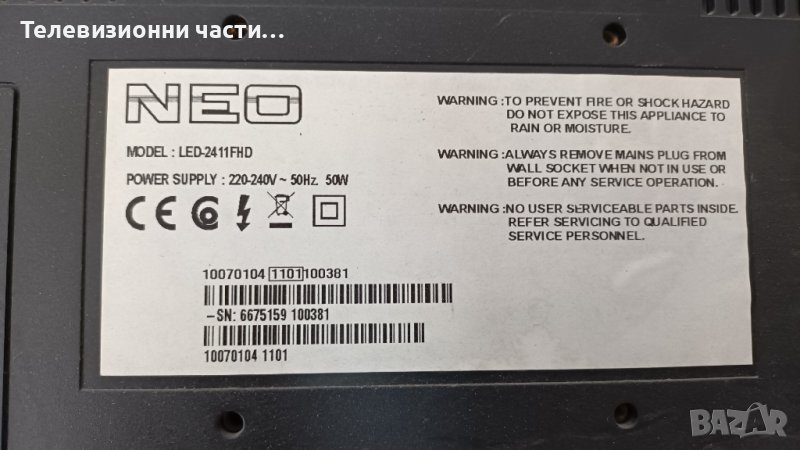 Телевизионни части...
NEO
MODEL : LED-2411FHD
POWER SUPPLY : 220-240V ~ 50Hz. 50W
CE
WARNING :TO PREVENT FIRE OR SHOCK HAZARD
DO NOT EXPOSE THIS APPLIANCE TO
RAIN OR MOISTURE.
WARNING :ALWAYS REMOVE MAINS PLUG FROM
WALL SOCKET WHEN NOT IN USE OR
BEFORE ANY SERVICE OPERATION.
WARNING :NO USER SERVICEABLE PARTS INSIDE.
REFER SERVICING TO QUALIFIED
SERVICE PERSONNEL.
10070104 1101 100381
–SN: 6675159 100381
10070104 1101
BAZAR